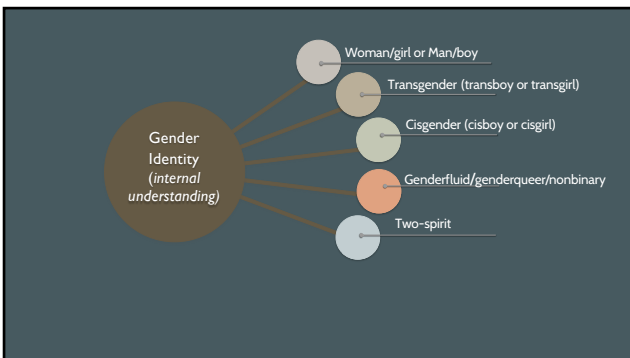 Woman/girl or Man/boy
Transgender (transboy or transgirl)
Cisgender (cisboy or cisgirl)
Gender
Identity
(internal
understanding)
Genderfluid/genderqueer/nonbinary
Two-spirit